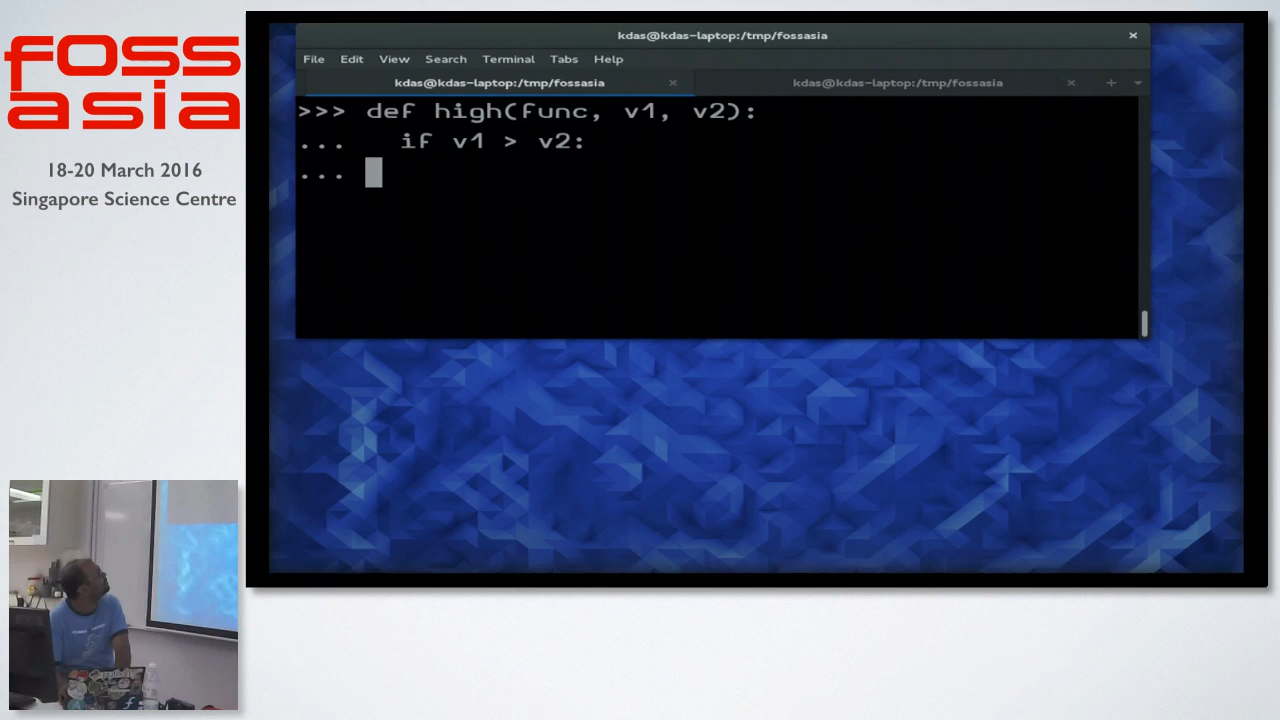 foss
asia
18-20 March 2016
Singapore Science Centre
kdas@kdas-laptop:/tmp/fossasia
File Edit View Search Terminal Tabs Help
kdas@kdas-laptop:/tmp/fossasia kdas@kdas-laptop:/tmp/fossasia
>>> def high(func, v1, v2):
... if v1 > v2:
...